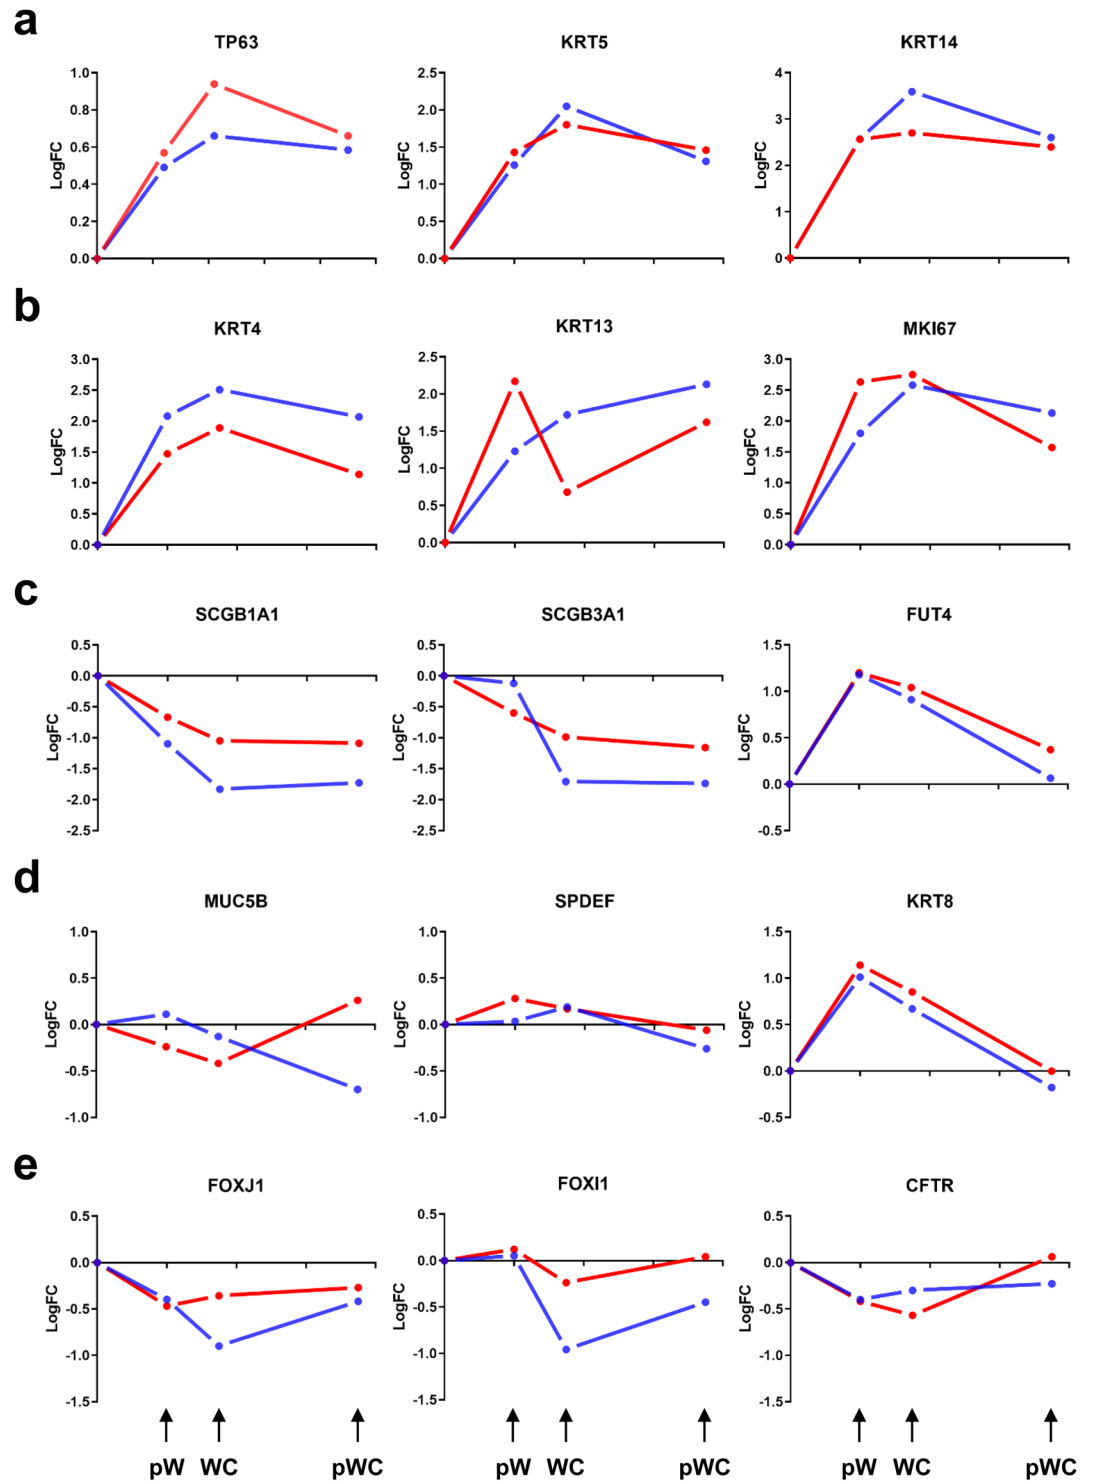 a
TP63 KRT5 KRT14
1.0 2.5 4
0.8 2.0 3
0.6 1.5
LogFC LogFC LogFC
0.4 1.0 2
0.2 0.5 1
0.0 0.0 0
b
KRT4 KRT13 MKI67
3.0 2.5 3.0
2.5 2.0 2.5
2.0 1.5 2.0
1.5 1.0 1.5
LogFC LogFC LogFC
1.0 0.5 1.0
0.5 0.0 0.5
0.0 0.0
c
SCGB1A1 SCGB3A1 FUT4
0.5 0.5 1.5
0.0 0.0 1.0
-0.5 -0.5 0.5
LogFC LogFC LogFC
-1.0 -1.0 0.0
-1.5 -1.5 -0.5
-2.0 -2.0
-2.5 -2.5
d
MUC5B SPDEF KRT8
1.0 1.0 1.5
0.5 0.5 1.0
0.0 0.0 0.5
LogFC LogFC LogFC
-0.5 -0.5 0.0
-1.0 -1.0 -0.5
e
FOXJ1 FOXI1 CFTR
0.5 0.5 0.5
0.0 0.0 0.0
-0.5 -0.5 -0.5
LogFC LogFC LogFC
-1.0 -1.0 -1.0
-1.5 -1.5 -1.5
pW WC pWC pW WC pWC pW WC pWC